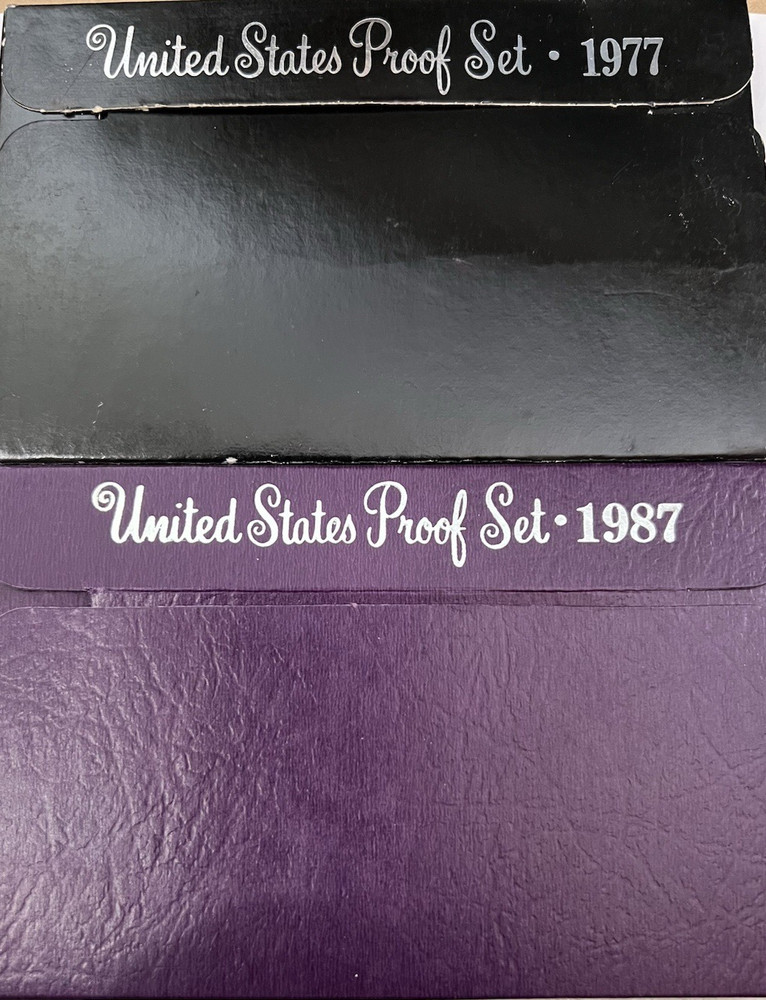 United States Proof Set · 1977
United States Proof Set · 1987